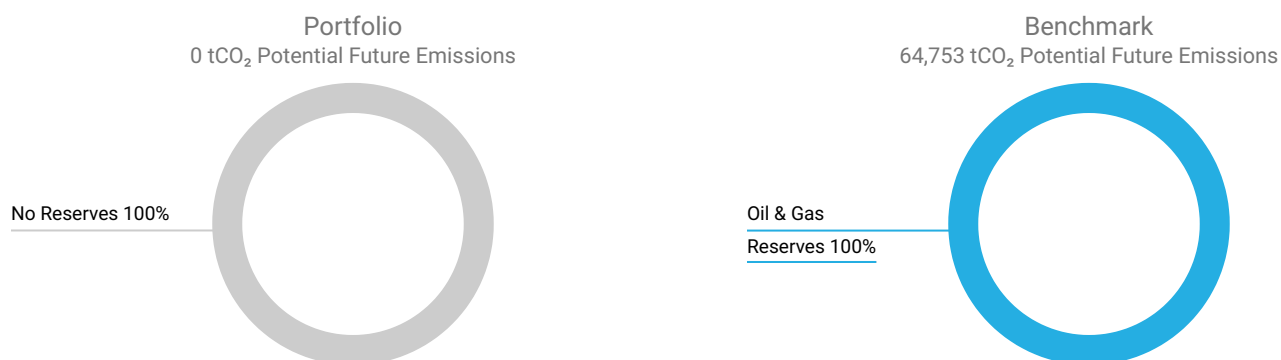 Portfolio
0 tCO₂ Potential Future Emissions
No Reserves 100%
Benchmark
64,753 tCO₂ Potential Future Emissions
Oil & Gas
Reserves 100%